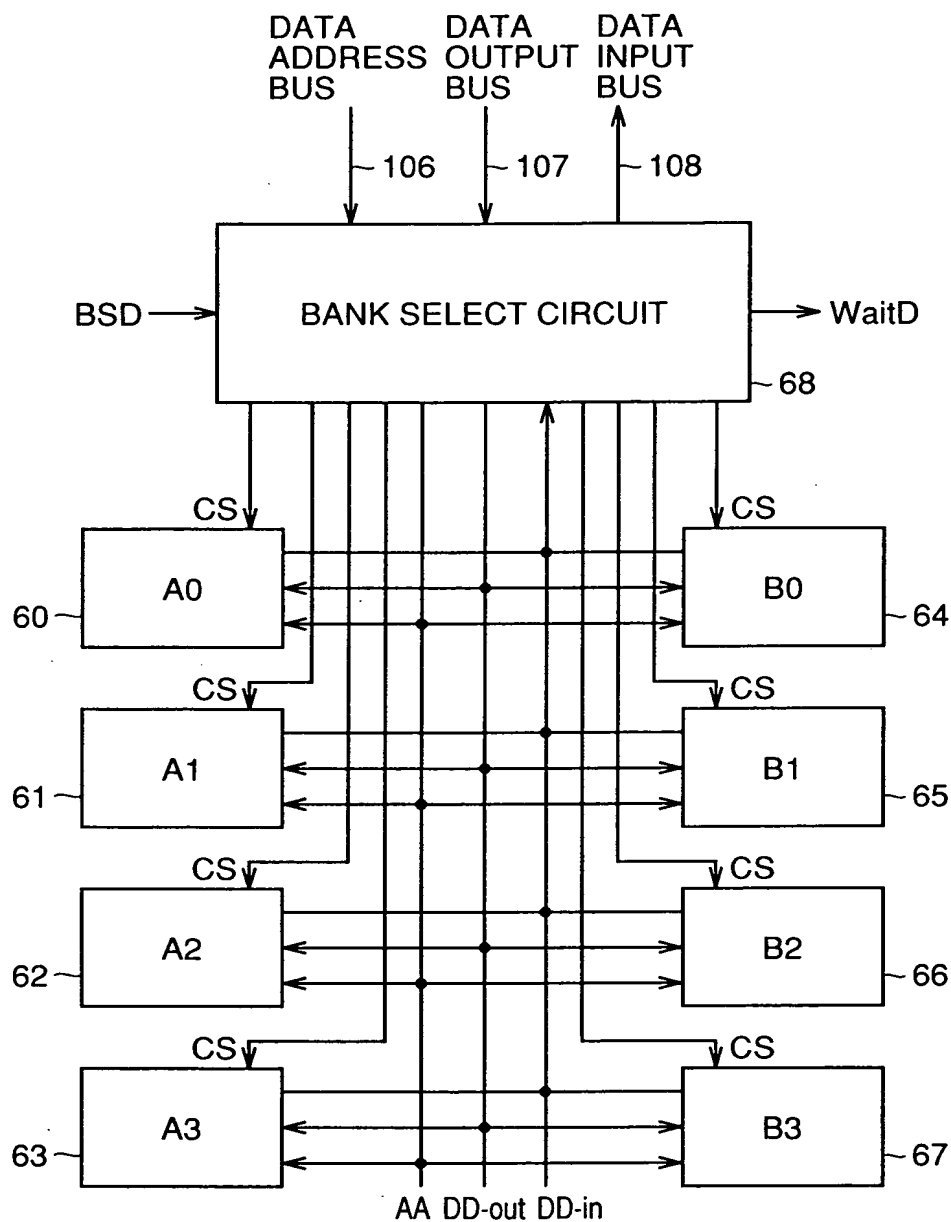 DATA
ADDRESS
BUS
DATA
OUTPUT
BUS
DATA
INPUT
BUS
106
107
108
BSD
BANK SELECT CIRCUIT
WaitD
68
CS
CS
A0
B0
60
64
CS
CS
A1
B1
61
65
CS
CS
A2
B2
62
66
CS
CS
A3
B3
63
67
AA DD-out DD-in